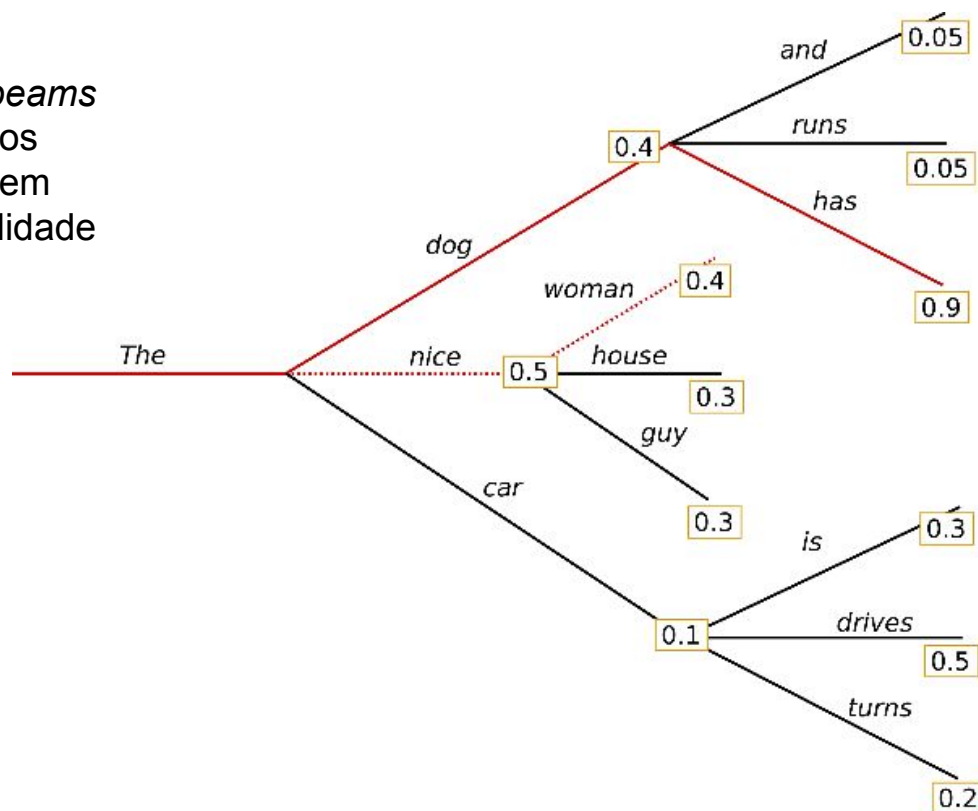 beams
os
em
lidade
The
dog
nice
car
0.4
and
0.05
runs
0.05
has
0.9
0.5
woman
0.4
house
0.3
guy
0.3
0.1
is
0.3
drives
0.5
turns
0.2